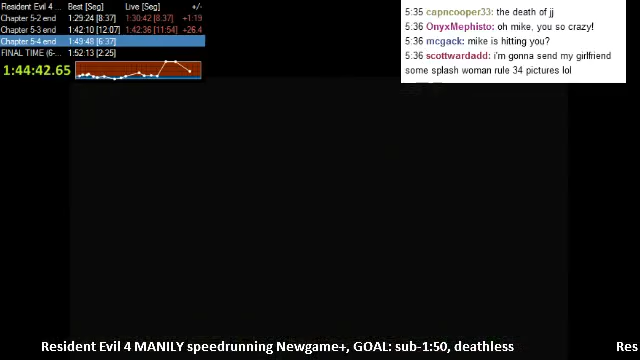 Resident Evil 4 ... Best [Seg] Live [Seg] +/-
Chapter 5-2 end 1:29:24 [8:37] 1:30:42 [8:37] +1:19
Chapter 5-3 end 1:42:10 [12:07] 1:42:36 [11:54] +26.4
Chapter 5-4 end 1:49:48 [6:37]
FINAL TIME (6-... 1:52:13 [2:25]
1:44:42.65
5:35 capncooper33: the death of jj
5:36 OnyxMephisto: oh mike, you so crazy!
5:36 mcgack: mike is hitting you?
5:36 scottwardadd: i'm gonna send my girlfriend
some splash woman rule 34 pictures lol
Resident Evil 4 MANILY speedrunning Newgame+, GOAL: sub-1:50, deathless Res